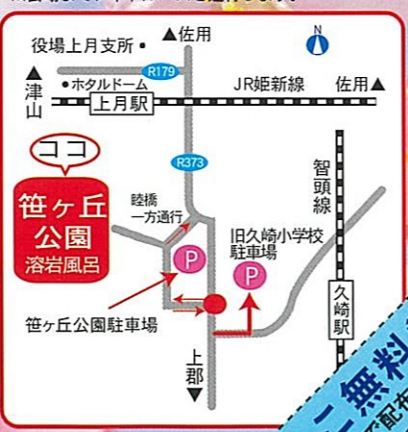 役場上月支所
▲佐用
N
R179
▲津山
ホタルドーム
上月駅
JR姫新線
佐用▲
ココ
笹ヶ丘
公園
溶岩風呂
R373
睦橋
一方通行
智頭線
旧久崎小学校
駐車場
P
P
久崎駅
笹ヶ丘公園駐車場
上郡▼
無料
配布